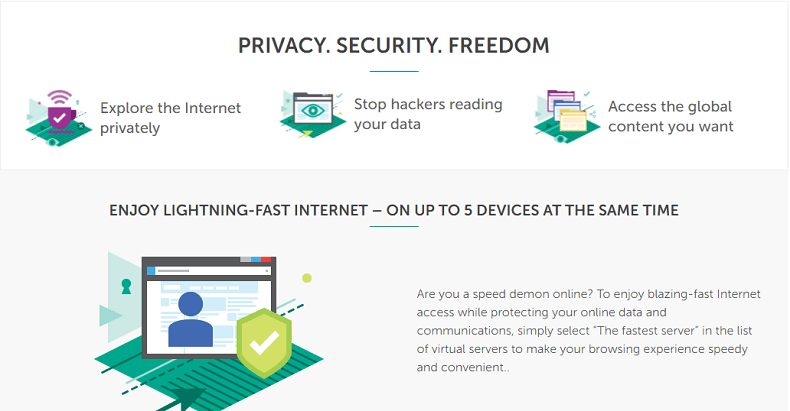 PRIVACY. SECURITY. FREEDOM
Explore the Internet
privately
Stop hackers reading
your data
Access the global
content you want
ENJOY LIGHTNING-FAST INTERNET – ON UP TO 5 DEVICES AT THE SAME TIME
Are you a speed demon online? To enjoy blazing-fast Internet
access while protecting your online data and
communications, simply select "The fastest server" in the list
of virtual servers to make your browsing experience speedy
and convenient..